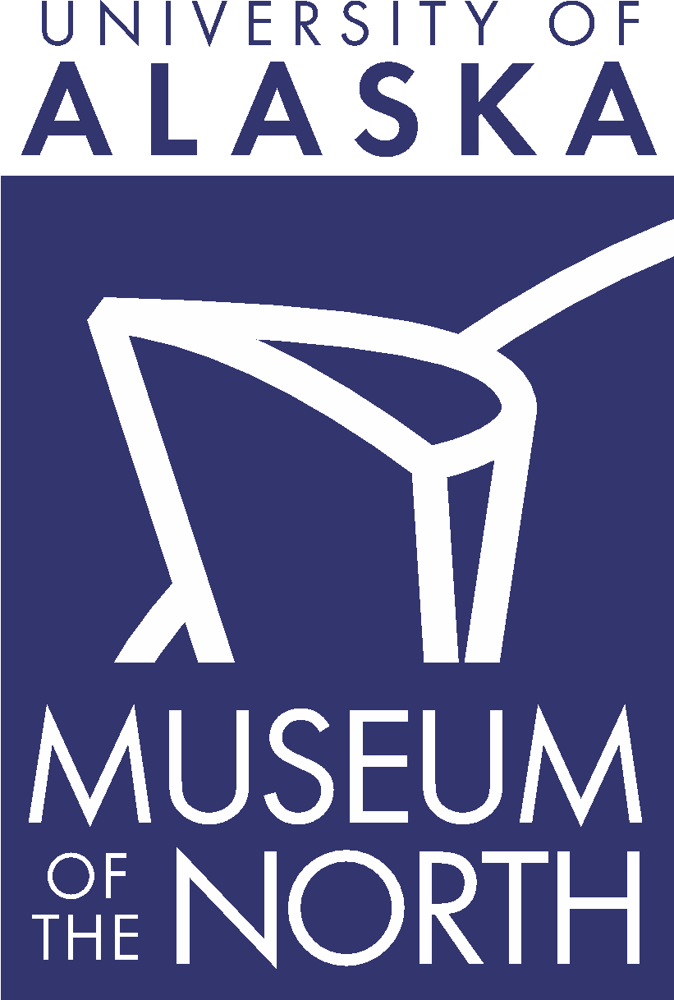 UNIVERSITY OF
ALASKA
MUSEUM
OF THE NORTH